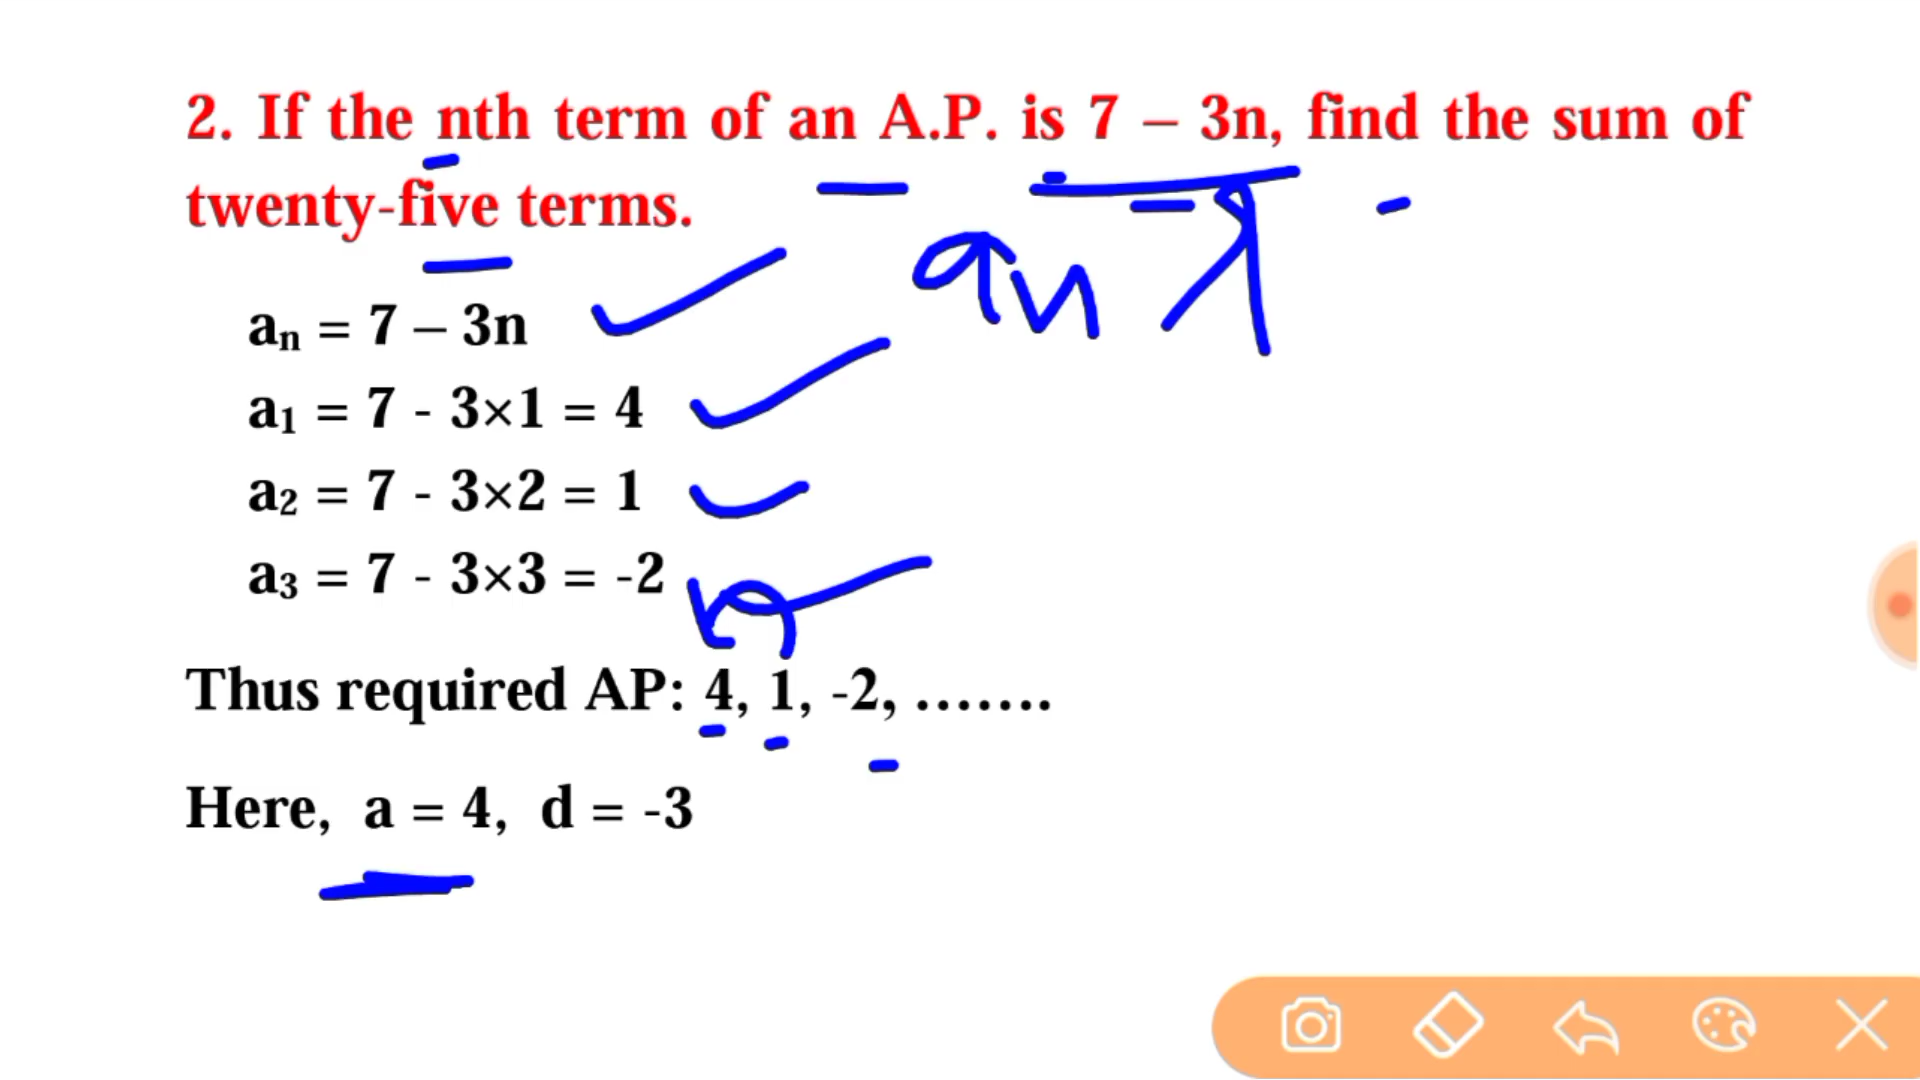 2. If the nth term of an A.P. is 7 – 3n, find the sum of
twenty-five terms.
an
aₙ = 7 – 3n
a₁ = 7 - 3×1 = 4
a₂ = 7 - 3×2 = 1
a₃ = 7 - 3×3 = -2
Thus required AP: 4, 1, -2, .......
Here, a = 4, d = -3